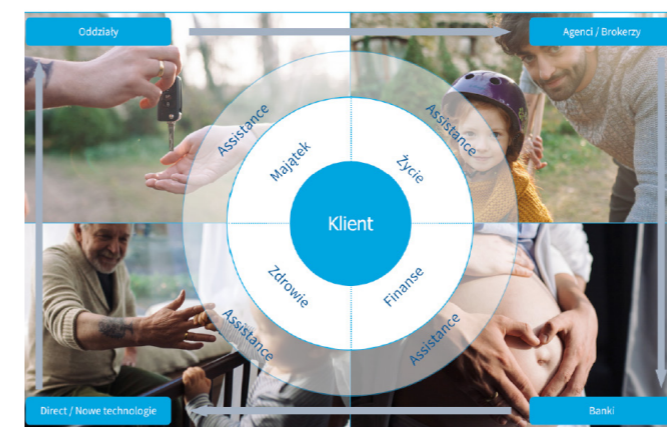 Oddziały
Agenci / Brokerzy
Assistance
Assistance
Majątek
Życie
Klient
Zdrowie
Finanse
Assistance
Assistance
Direct / Nowe technologie
Banki